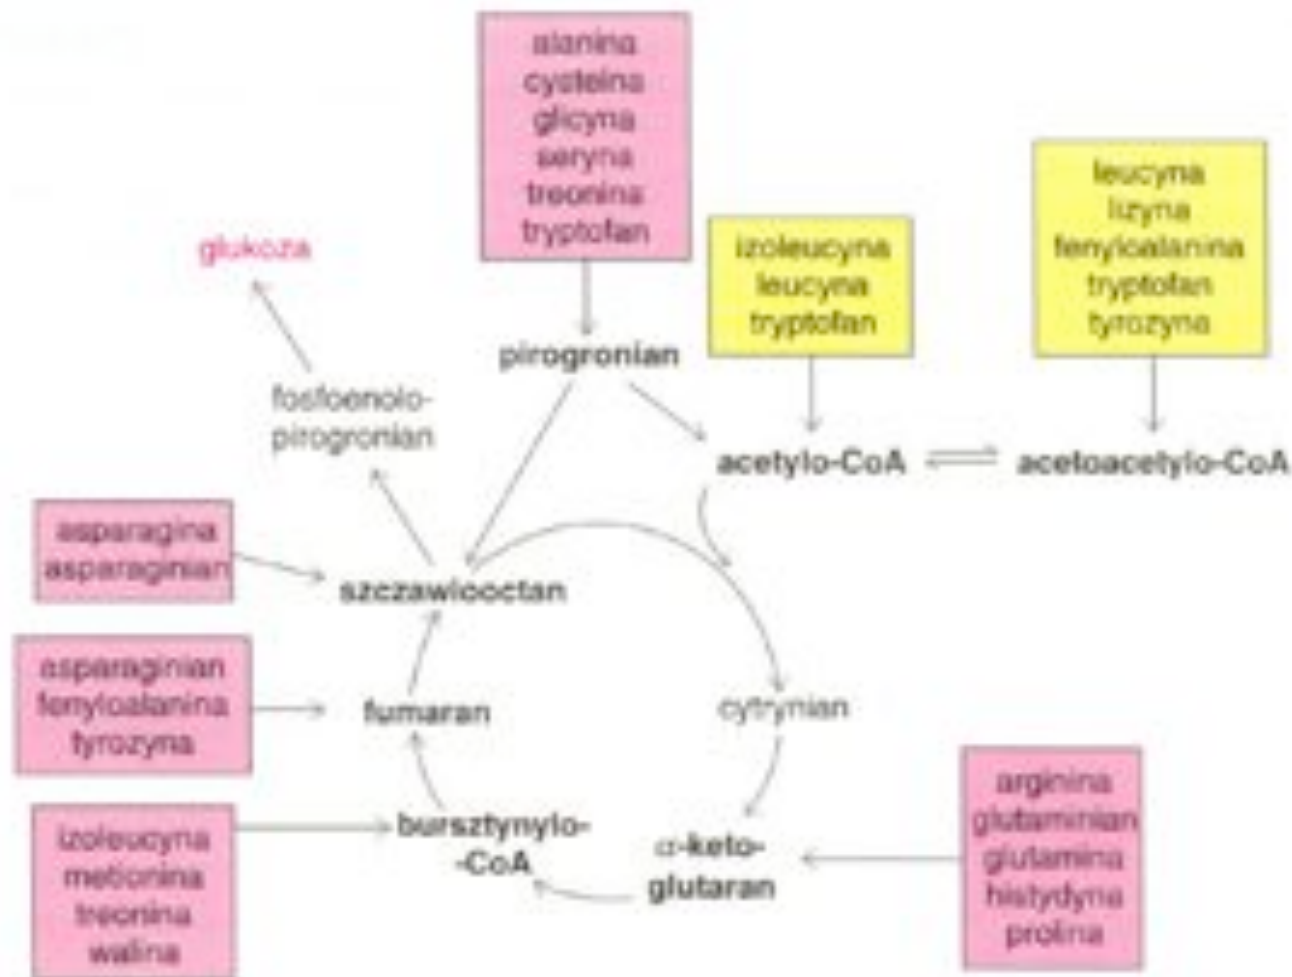 alanina
cysteina
glicyna
seryna
treonina
tryptofan
leucyna
lizyna
fenyloalanina
tryptofan
tyrozyna
izoleucyna
leucyna
tryptofan
glukoza
pirogronian
fosfoenolo-
pirogronian
acetylo-CoA
acetoacetylo-CoA
asparagina
asparaginian
szczawiooctan
asparaginian
fenyloalanina
tyrozyna
fumaran
cytrynian
izoleucyna
metionina
treonina
walina
bursztynylo-
-CoA
α-keto-
glutaran
arginina
glutaminian
glutamina
histydyna
prolina